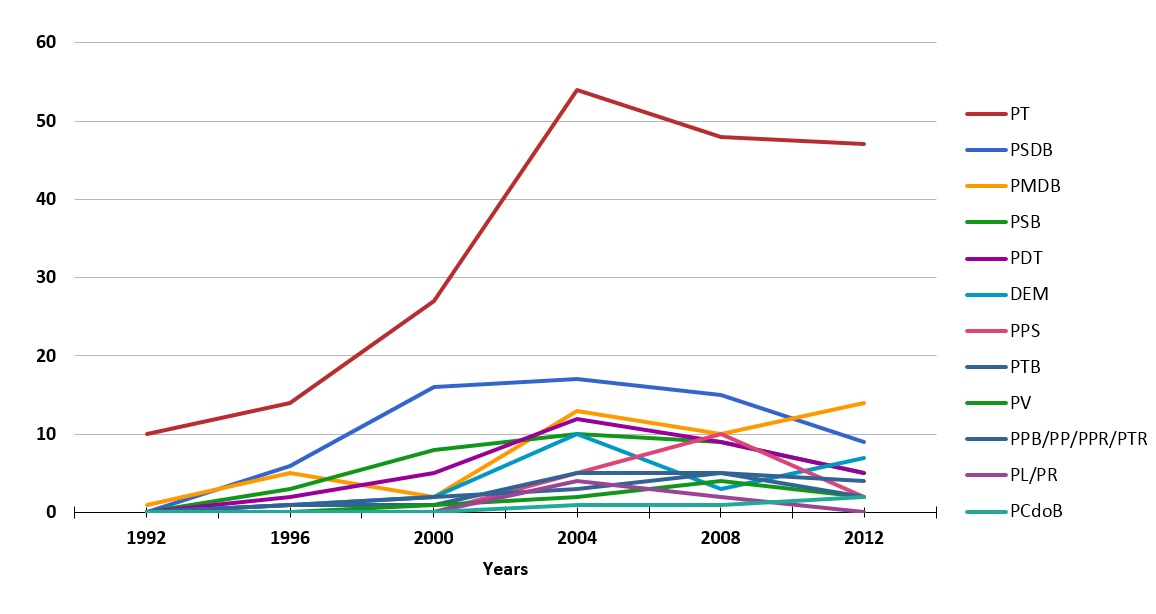 60
50
40
30
20
10
0
1992 1996 2000 2004 2008 2012
Years
PT
PSDB
PMDB
PSB
PDT
DEM
PPS
PTB
PV
PPB/PP/PPR/PTR
PL/PR
PCdoB